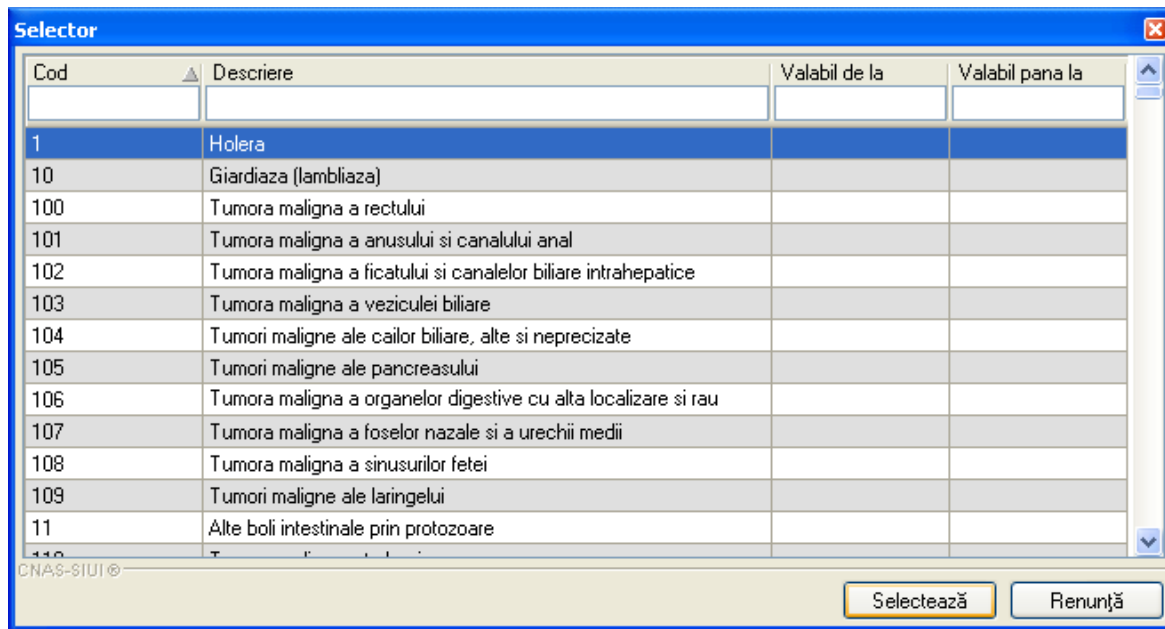 Selector
Cod Descriere Valabil de la Valabil pana la
1 Holera
10 Giardiaza (lambliaza)
100 Tumora maligna a rectului
101 Tumora maligna a anusului si canalului anal
102 Tumora maligna a ficatului si canalelor biliare intrahepatice
103 Tumora maligna a veziculei biliare
104 Tumori maligne ale cailor biliare, alte si neprecizate
105 Tumori maligne ale pancreasului
106 Tumora maligna a organelor digestive cu alta localizare si rau
107 Tumora maligna a foselor nazale si a urechii medii
108 Tumora maligna a sinusurilor fetei
109 Tumori maligne ale laringelui
11 Alte boli intestinale prin protozoare
CNAS-SIUI ®
Selectează Renunţă